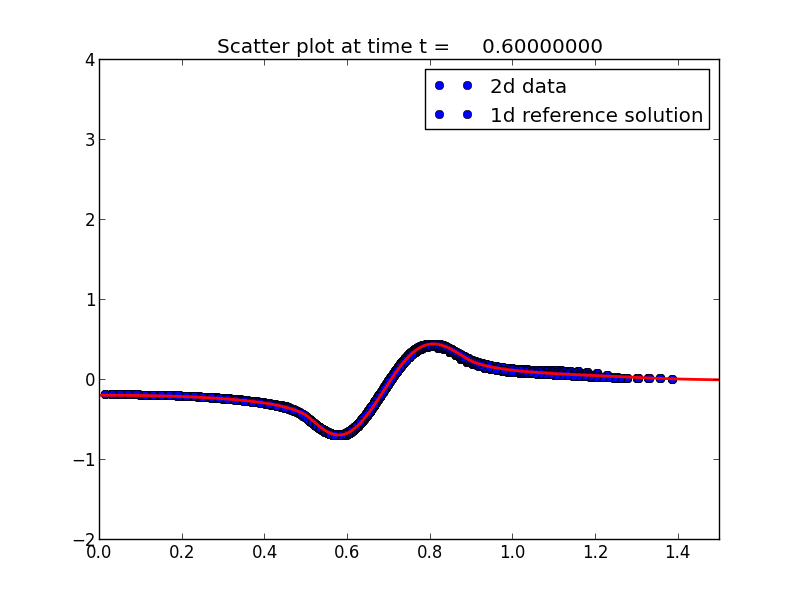 Scatter plot at time t =     0.60000000
2d data
1d reference solution
4
3
2
1
0
−1
−2
0.0 0.2 0.4 0.6 0.8 1.0 1.2 1.4